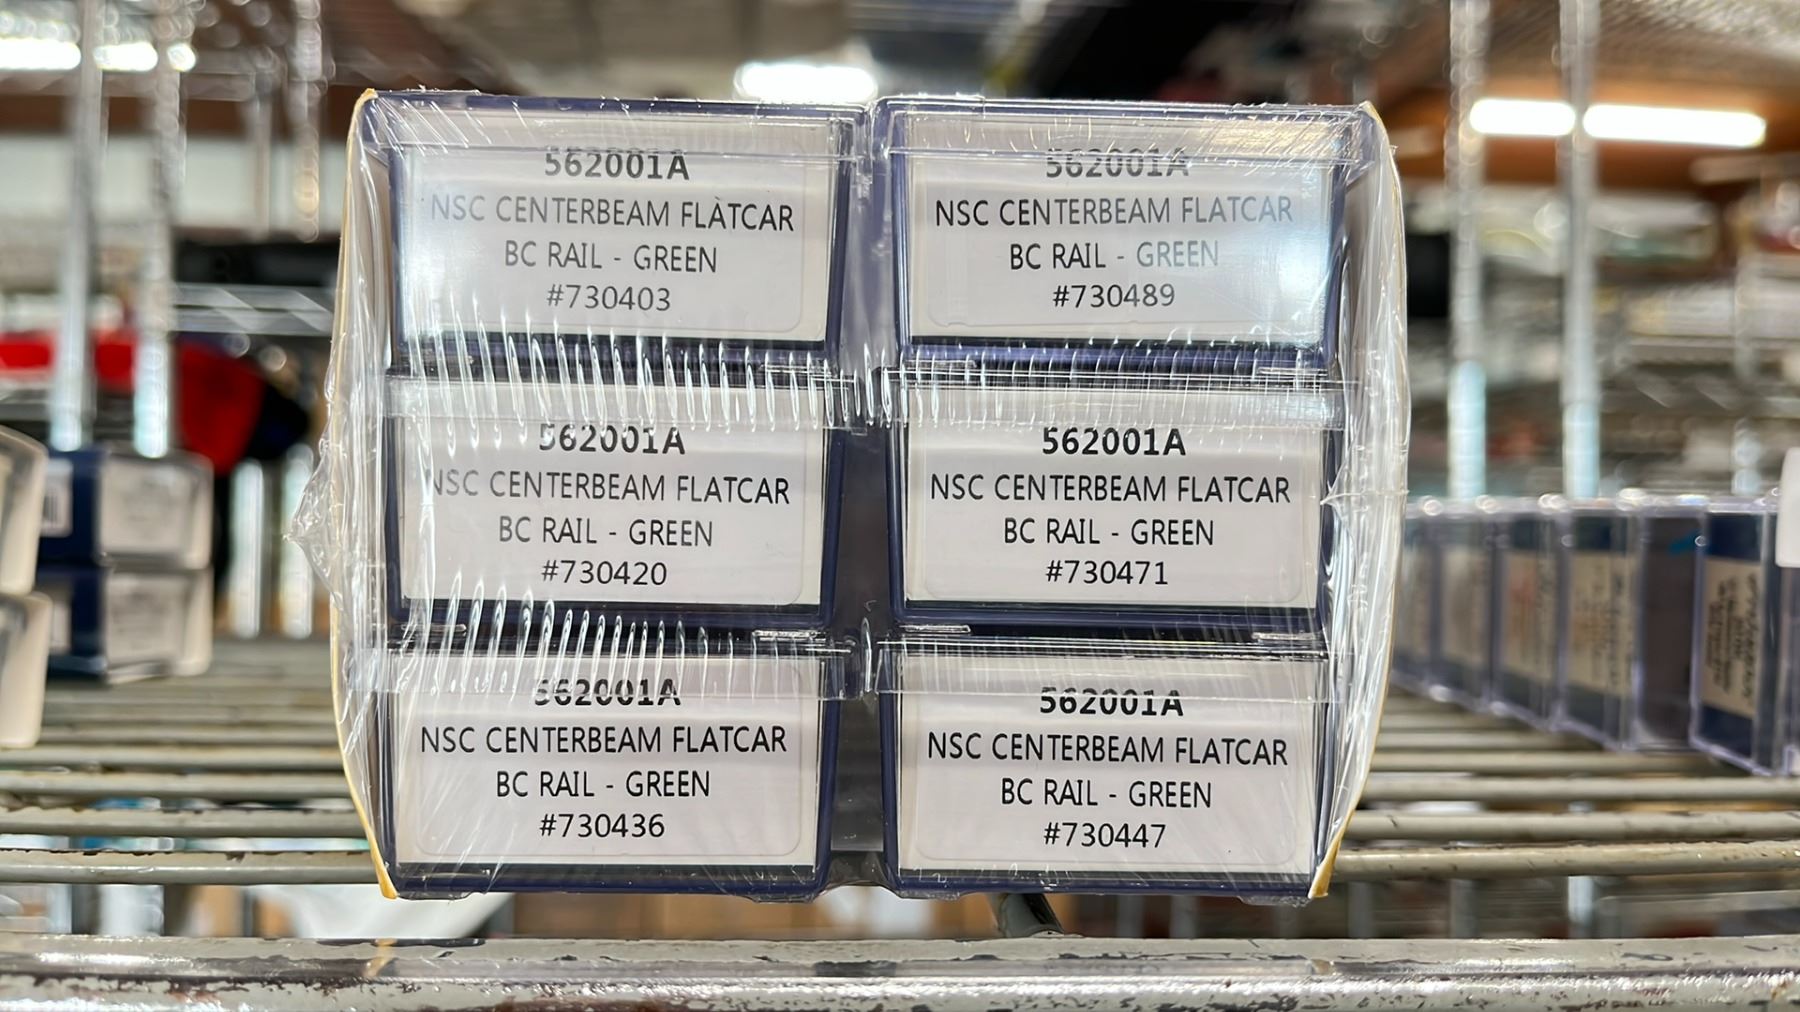 562001A
NSC CENTERBEAM FLATCAR
BC RAIL - GREEN
#730403
562001A
NSC CENTERBEAM FLATCAR
BC RAIL - GREEN
#730489
562001A
NSC CENTERBEAM FLATCAR
BC RAIL - GREEN
#730420
562001A
NSC CENTERBEAM FLATCAR
BC RAIL - GREEN
#730471
562001A
NSC CENTERBEAM FLATCAR
BC RAIL - GREEN
#730436
562001A
NSC CENTERBEAM FLATCAR
BC RAIL - GREEN
#730447